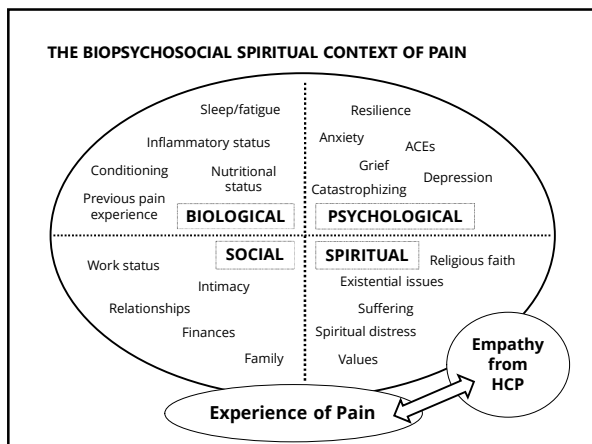 THE BIOPSYCHOSOCIAL SPIRITUAL CONTEXT OF PAIN
Sleep/fatigue
Inflammatory status
Conditioning
Nutritional
status
Previous pain
experience
BIOLOGICAL
Resilience
Anxiety
ACEs
Grief
Depression
Catastrophizing
PSYCHOLOGICAL
SOCIAL
Work status
Intimacy
Relationships
Finances
Family
SPIRITUAL
Religious faith
Existential issues
Suffering
Spiritual distress
Values
Empathy
from
HCP
Experience of Pain